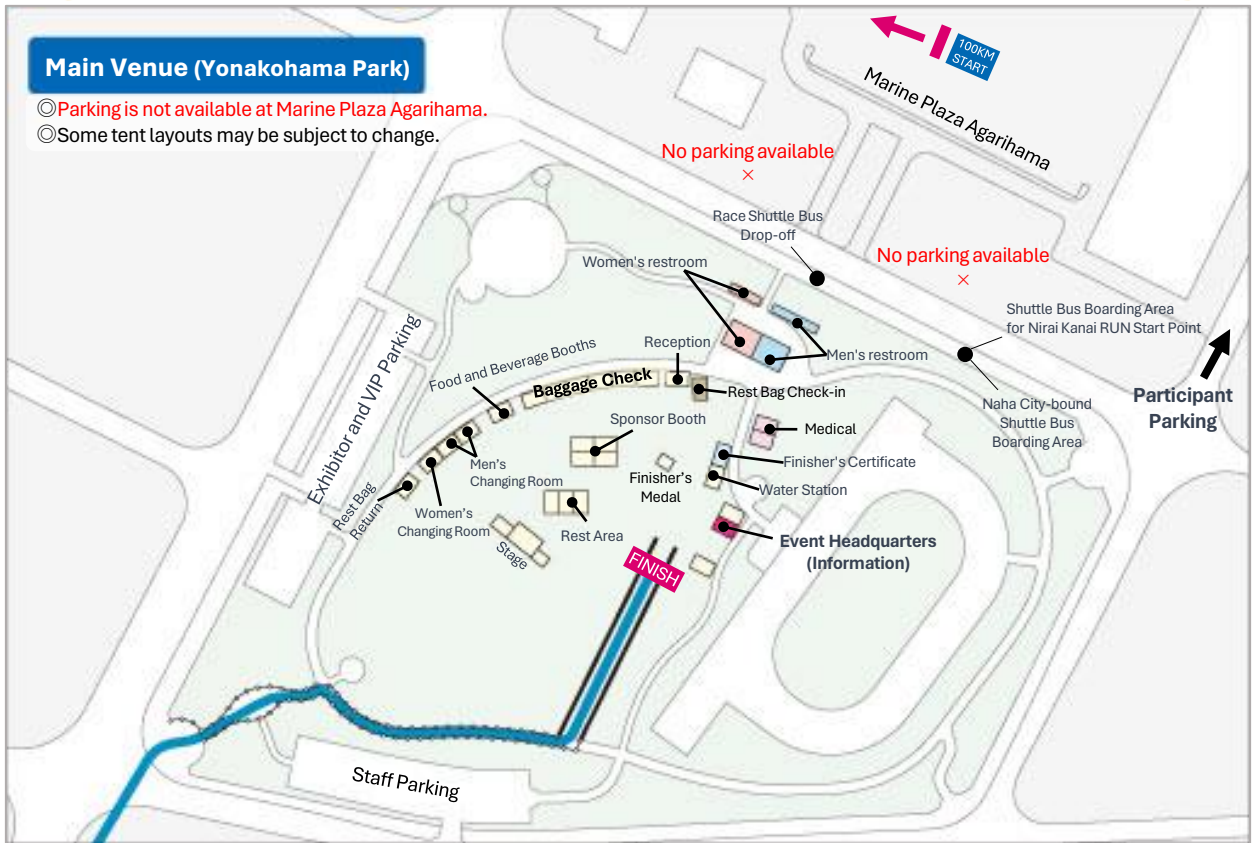 Main Venue (Yonakohama Park)
◎Parking is not available at Marine Plaza Agarihama.
◎Some tent layouts may be subject to change.
100KM
START
Marine Plaza Agarihama
No parking available
×
Race Shuttle Bus
Drop-off
No parking available
×
Women's restroom
Shuttle Bus Boarding Area
for Nirai Kanai RUN Start Point
Men's restroom
Reception
Food and Beverage Booths
Baggage Check
Rest Bag Check-in
Participant
Parking
Naha City-bound
Shuttle Bus
Boarding Area
Exhibitor and VIP Parking
Sponsor Booth
Medical
Finisher's Certificate
Men's
Changing Room
Finisher's
Medal
Water Station
Rest Bag
Return
Women's
Changing Room
Rest Area
Stage
Event Headquarters
(Information)
FINISH
Staff Parking